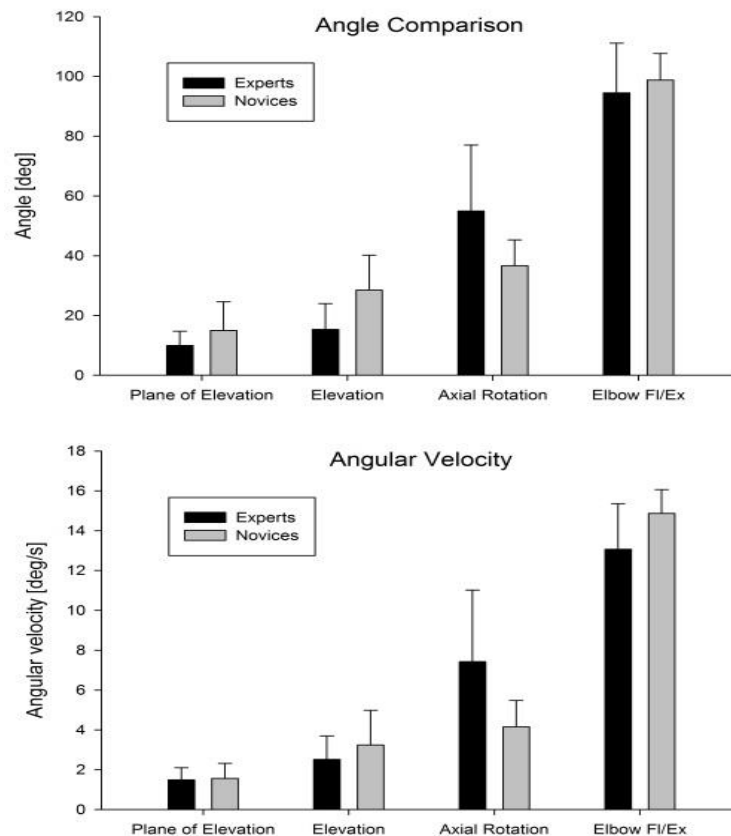 Angle Comparison
120
100
80
60
40
20
0
Angle [deg]
Experts
Novices
Plane of Elevation Elevation Axial Rotation Elbow Fl/Ex
Angular Velocity
18
16
14
12
10
8
6
4
2
0
Angular velocity [deg/s]
Experts
Novices
Plane of Elevation Elevation Axial Rotation Elbow Fl/Ex